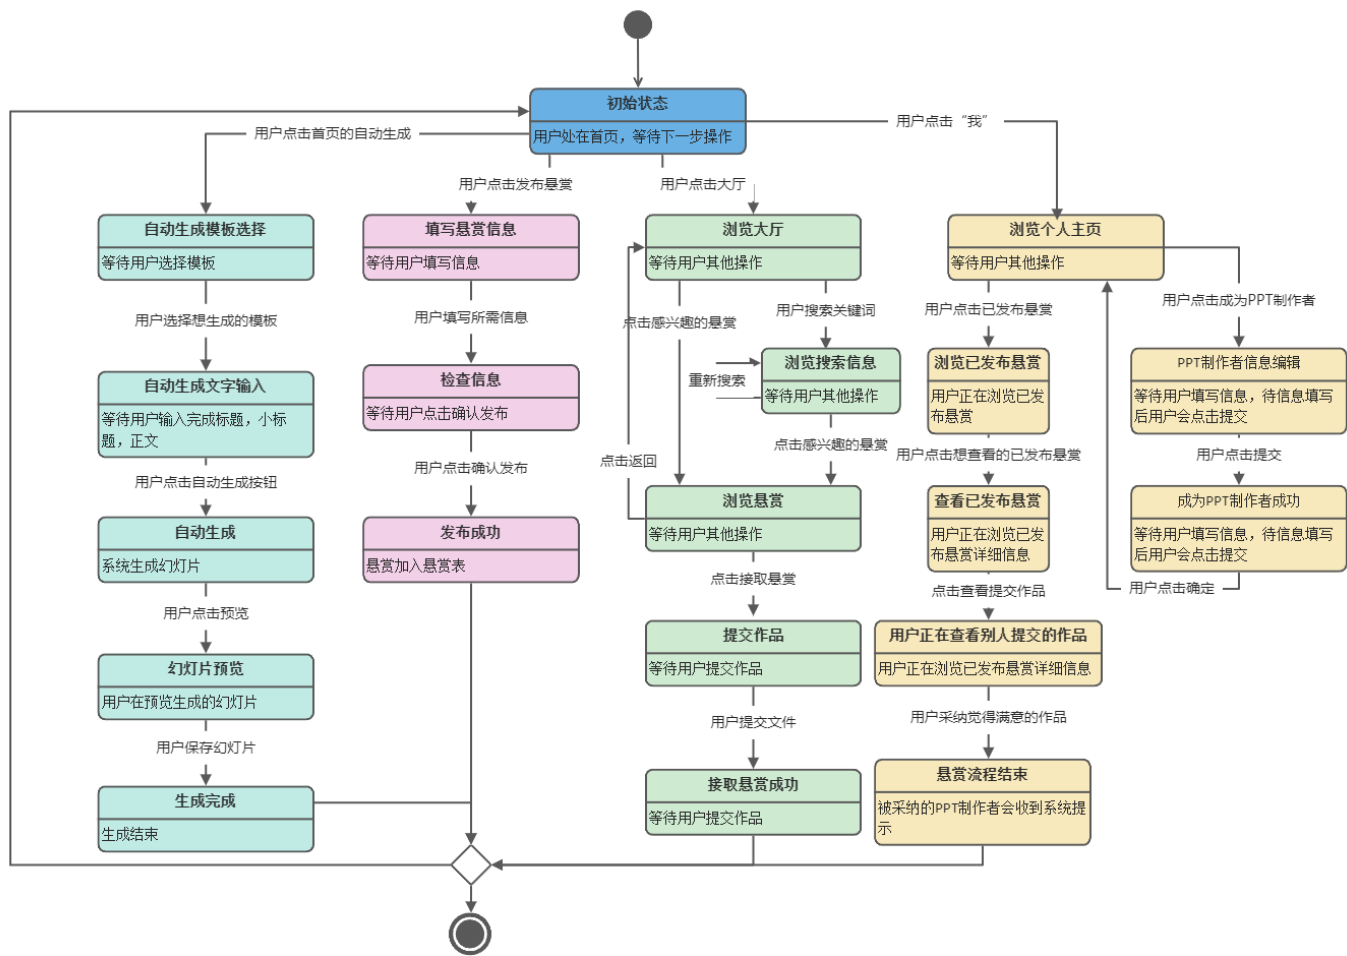 初始状态
用户处在首页，等待下一步操作
用户点击首页的自动生成
用户点击“我”
用户点击发布悬赏
用户点击大厅
自动生成模板选择
等待用户选择模板
用户选择想生成的模板
自动生成文字输入
等待用户输入完成标题，小标
题，正文
用户点击自动生成按钮
自动生成
系统生成幻灯片
用户点击预览
幻灯片预览
用户在预览生成的幻灯片
用户保存幻灯片
生成完成
生成结束
填写悬赏信息
等待用户填写信息
用户填写所需信息
检查信息
等待用户点击确认发布
用户点击确认发布
发布成功
悬赏加入悬赏表
浏览大厅
等待用户其他操作
点击感兴趣的悬赏
用户搜索关键词
浏览搜索信息
等待用户其他操作
重新搜索
点击感兴趣的悬赏
点击返回
浏览悬赏
等待用户其他操作
点击接取悬赏
提交作品
等待用户提交作品
用户提交文件
接取悬赏成功
等待用户提交作品
浏览个人主页
等待用户其他操作
用户点击已发布悬赏
浏览已发布悬赏
用户正在浏览已发
布悬赏
用户点击想查看的已发布悬赏
查看已发布悬赏
用户正在浏览已发
布悬赏详细信息
点击查看提交作品
用户正在查看别人提交的作品
用户正在浏览已发布悬赏详细信息
用户采纳觉得满意的作品
悬赏流程结束
被采纳的PPT制作者会收到系统提
示
用户点击成为PPT制作者
PPT制作者信息编辑
等待用户填写信息，待信息填写
后用户会点击提交
用户点击提交
成为PPT制作者成功
等待用户填写信息，待信息填写
后用户会点击提交
用户点击确定